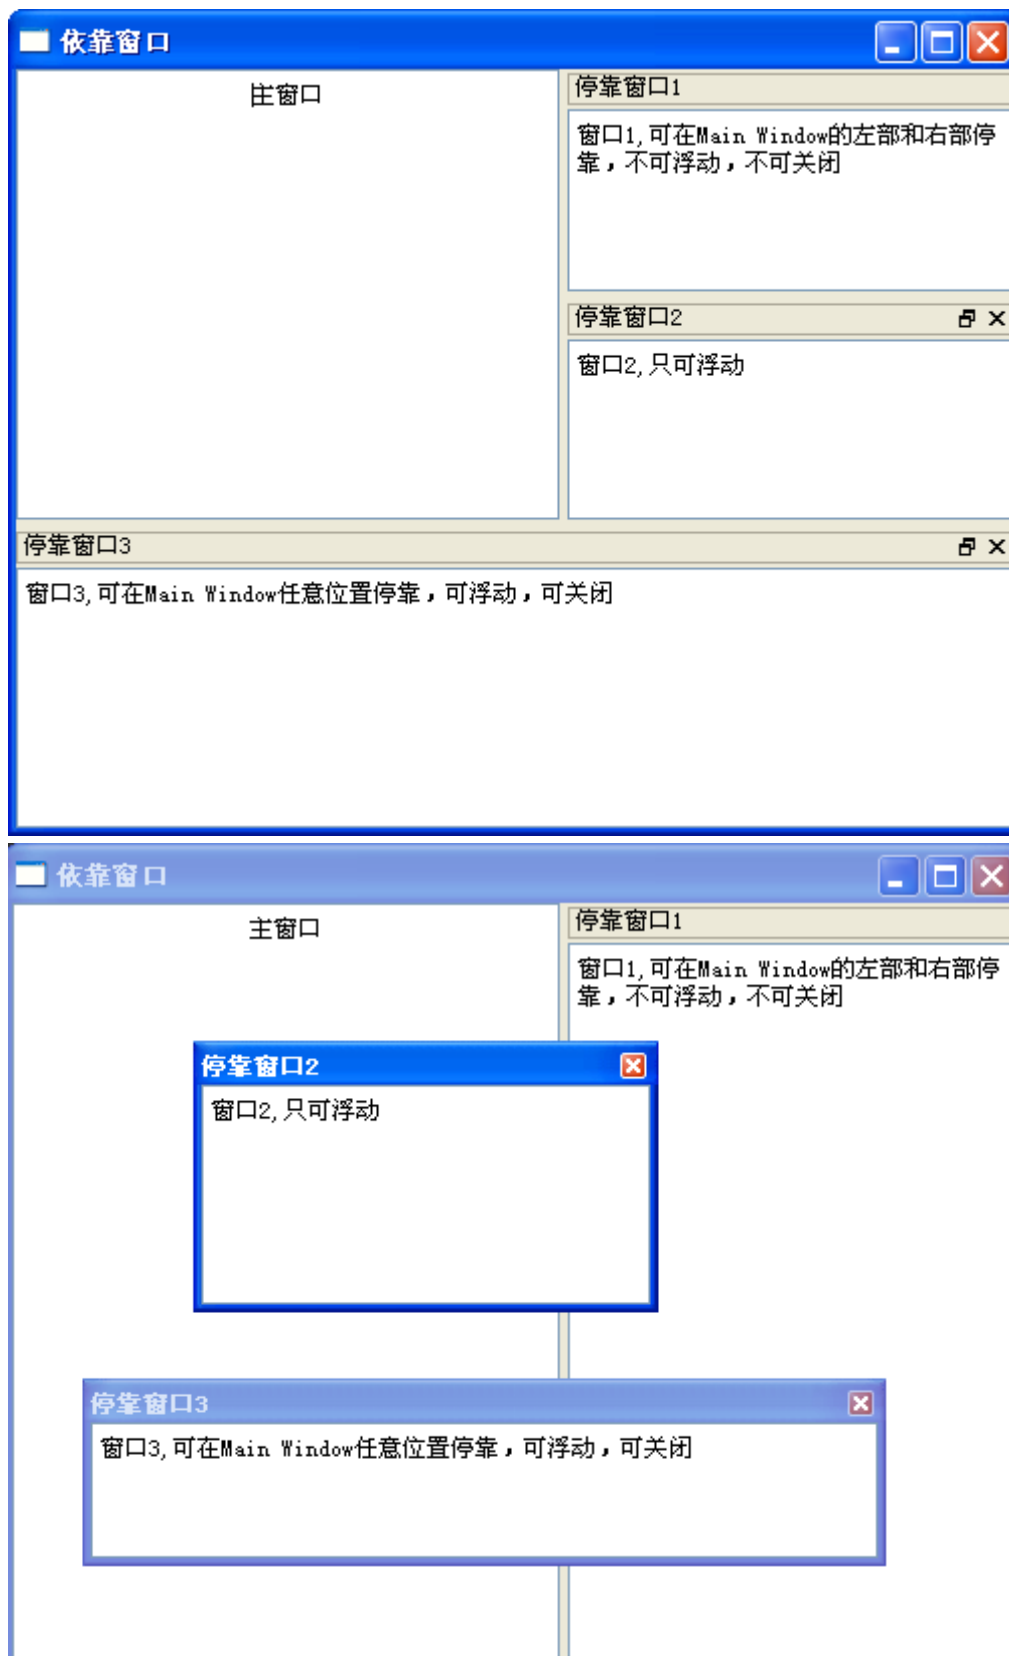 依靠窗口
主窗口
停靠窗口1
窗口1,可在Main Window的左部和右部停
靠，不可浮动，不可关闭
停靠窗口2
窗口2,只可浮动
停靠窗口3
窗口3,可在Main Window任意位置停靠，可浮动，可关闭
依靠窗口
主窗口
停靠窗口1
窗口1,可在Main Window的左部和右部停
靠，不可浮动，不可关闭
停靠窗口2
窗口2,只可浮动
停靠窗口3
窗口3,可在Main Window任意位置停靠，可浮动，可关闭